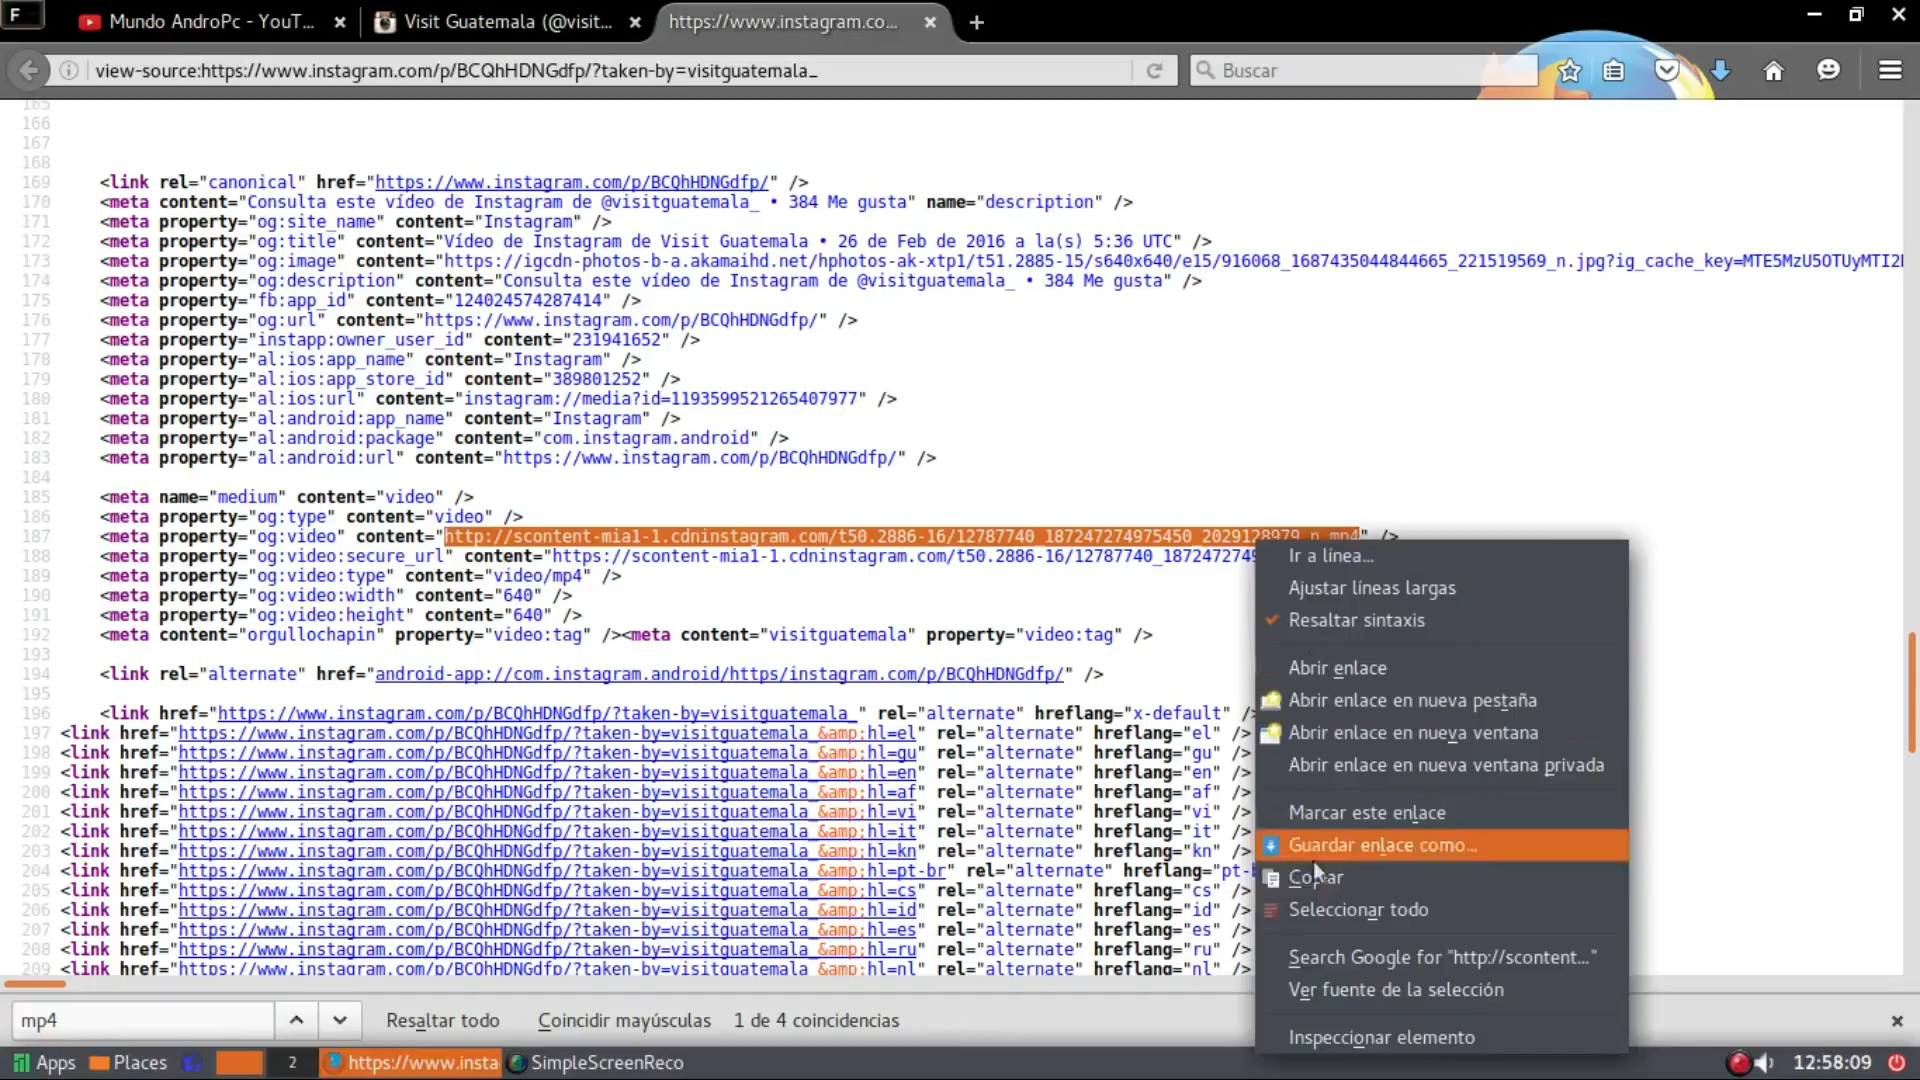 F
Mundo AndroPc - YouT...
Visit Guatemala (@visit...
https://www.instagram.co...
view-source:https://www.instagram.com/p/BCQhHDNGdfp/?taken-by=visitguatemala_
Buscar
165
166
167
168
169 <link rel="canonical" href="https://www.instagram.com/p/BCQhHDNGdfp/" />
170 <meta content="Consulta este vídeo de Instagram de @visitguatemala_ • 384 Me gusta" name="description" />
171 <meta property="og:site_name" content="Instagram" />
172 <meta property="og:title" content="Vídeo de Instagram de Visit Guatemala • 26 de Feb de 2016 a la(s) 5:36 UTC" />
173 <meta property="og:image" content="https://igcdn-photos-b-a.akamaihd.net/hphotos-ak-xtp1/t51.2885-15/s640x640/e15/916068_1687435044844665_221519569_n.jpg?ig_cache_key=MTE5MzU5OTUyMTI2
174 <meta property="og:description" content="Consulta este vídeo de Instagram de @visitguatemala_ • 384 Me gusta" />
175 <meta property="fb:app_id" content="124024574287414" />
176 <meta property="og:url" content="https://www.instagram.com/p/BCQhHDNGdfp/" />
177 <meta property="instapp:owner_user_id" content="231941652" />
178 <meta property="al:ios:app_name" content="Instagram" />
179 <meta property="al:ios:app_store_id" content="389801252" />
180 <meta property="al:ios:url" content="instagram://media?id=1193599521265407977" />
181 <meta property="al:android:app_name" content="Instagram" />
182 <meta property="al:android:package" content="com.instagram.android" />
183 <meta property="al:android:url" content="https://www.instagram.com/p/BCQhHDNGdfp/" />
184
185 <meta name="medium" content="video" />
186 <meta property="og:type" content="video" />
187 <meta property="og:video" content="http://scontent-mia1-1.cdninstagram.com/t50.2886-16/12787740_187247274975450_2029128979_n.mp4" />
188 <meta property="og:video:secure_url" content="https://scontent-mia1-1.cdninstagram.com/t50.2886-16/12787740_1872472749
189 <meta property="og:video:type" content="video/mp4" />
190 <meta property="og:video:width" content="640" />
191 <meta property="og:video:height" content="640" />
192 <meta content="orgullochapin" property="video:tag" /><meta content="visitguatemala" property="video:tag" />
193
194 <link rel="alternate" href="android-app://com.instagram.android/https/instagram.com/p/BCQhHDNGdfp/" />
195
196 <link href="https://www.instagram.com/p/BCQhHDNGdfp/?taken-by=visitguatemala_" rel="alternate" hreflang="x-default" />
197 <link href="https://www.instagram.com/p/BCQhHDNGdfp/?taken-by=visitguatemala_&amp;hl=el" rel="alternate" hreflang="el" />
198 <link href="https://www.instagram.com/p/BCQhHDNGdfp/?taken-by=visitguatemala_&amp;hl=gu" rel="alternate" hreflang="gu" />
199 <link href="https://www.instagram.com/p/BCQhHDNGdfp/?taken-by=visitguatemala_&amp;hl=en" rel="alternate" hreflang="en" />
200 <link href="https://www.instagram.com/p/BCQhHDNGdfp/?taken-by=visitguatemala_&amp;hl=af" rel="alternate" hreflang="af" />
201 <link href="https://www.instagram.com/p/BCQhHDNGdfp/?taken-by=visitguatemala_&amp;hl=vi" rel="alternate" hreflang="vi" />
202 <link href="https://www.instagram.com/p/BCQhHDNGdfp/?taken-by=visitguatemala_&amp;hl=it" rel="alternate" hreflang="it" />
203 <link href="https://www.instagram.com/p/BCQhHDNGdfp/?taken-by=visitguatemala_&amp;hl=kn" rel="alternate" hreflang="kn" />
204 <link href="https://www.instagram.com/p/BCQhHDNGdfp/?taken-by=visitguatemala_&amp;hl=pt-br" rel="alternate" hreflang="pt-
205 <link href="https://www.instagram.com/p/BCQhHDNGdfp/?taken-by=visitguatemala_&amp;hl=cs" rel="alternate" hreflang="cs" />
206 <link href="https://www.instagram.com/p/BCQhHDNGdfp/?taken-by=visitguatemala_&amp;hl=id" rel="alternate" hreflang="id" />
207 <link href="https://www.instagram.com/p/BCQhHDNGdfp/?taken-by=visitguatemala_&amp;hl=es" rel="alternate" hreflang="es" />
208 <link href="https://www.instagram.com/p/BCQhHDNGdfp/?taken-by=visitguatemala_&amp;hl=ru" rel="alternate" hreflang="ru" />
209 <link href="https://www.instagram.com/p/BCQhHDNGdfp/?taken-by=visitguatemala_&amp;hl=nl" rel="alternate" hreflang="nl" />
Ir a línea...
Ajustar líneas largas
Resaltar sintaxis
Abrir enlace
Abrir enlace en nueva pestaña
Abrir enlace en nueva ventana
Abrir enlace en nueva ventana privada
Marcar este enlace
Guardar enlace como...
Copiar
Seleccionar todo
Search Google for "http://scontent..."
Ver fuente de la selección
Inspeccionar elemento
mp4
Resaltar todo
Coincidir mayúsculas
1 de 4 coincidencias
Apps
Places
2
https://www.insta
SimpleScreenReco
12:58:09